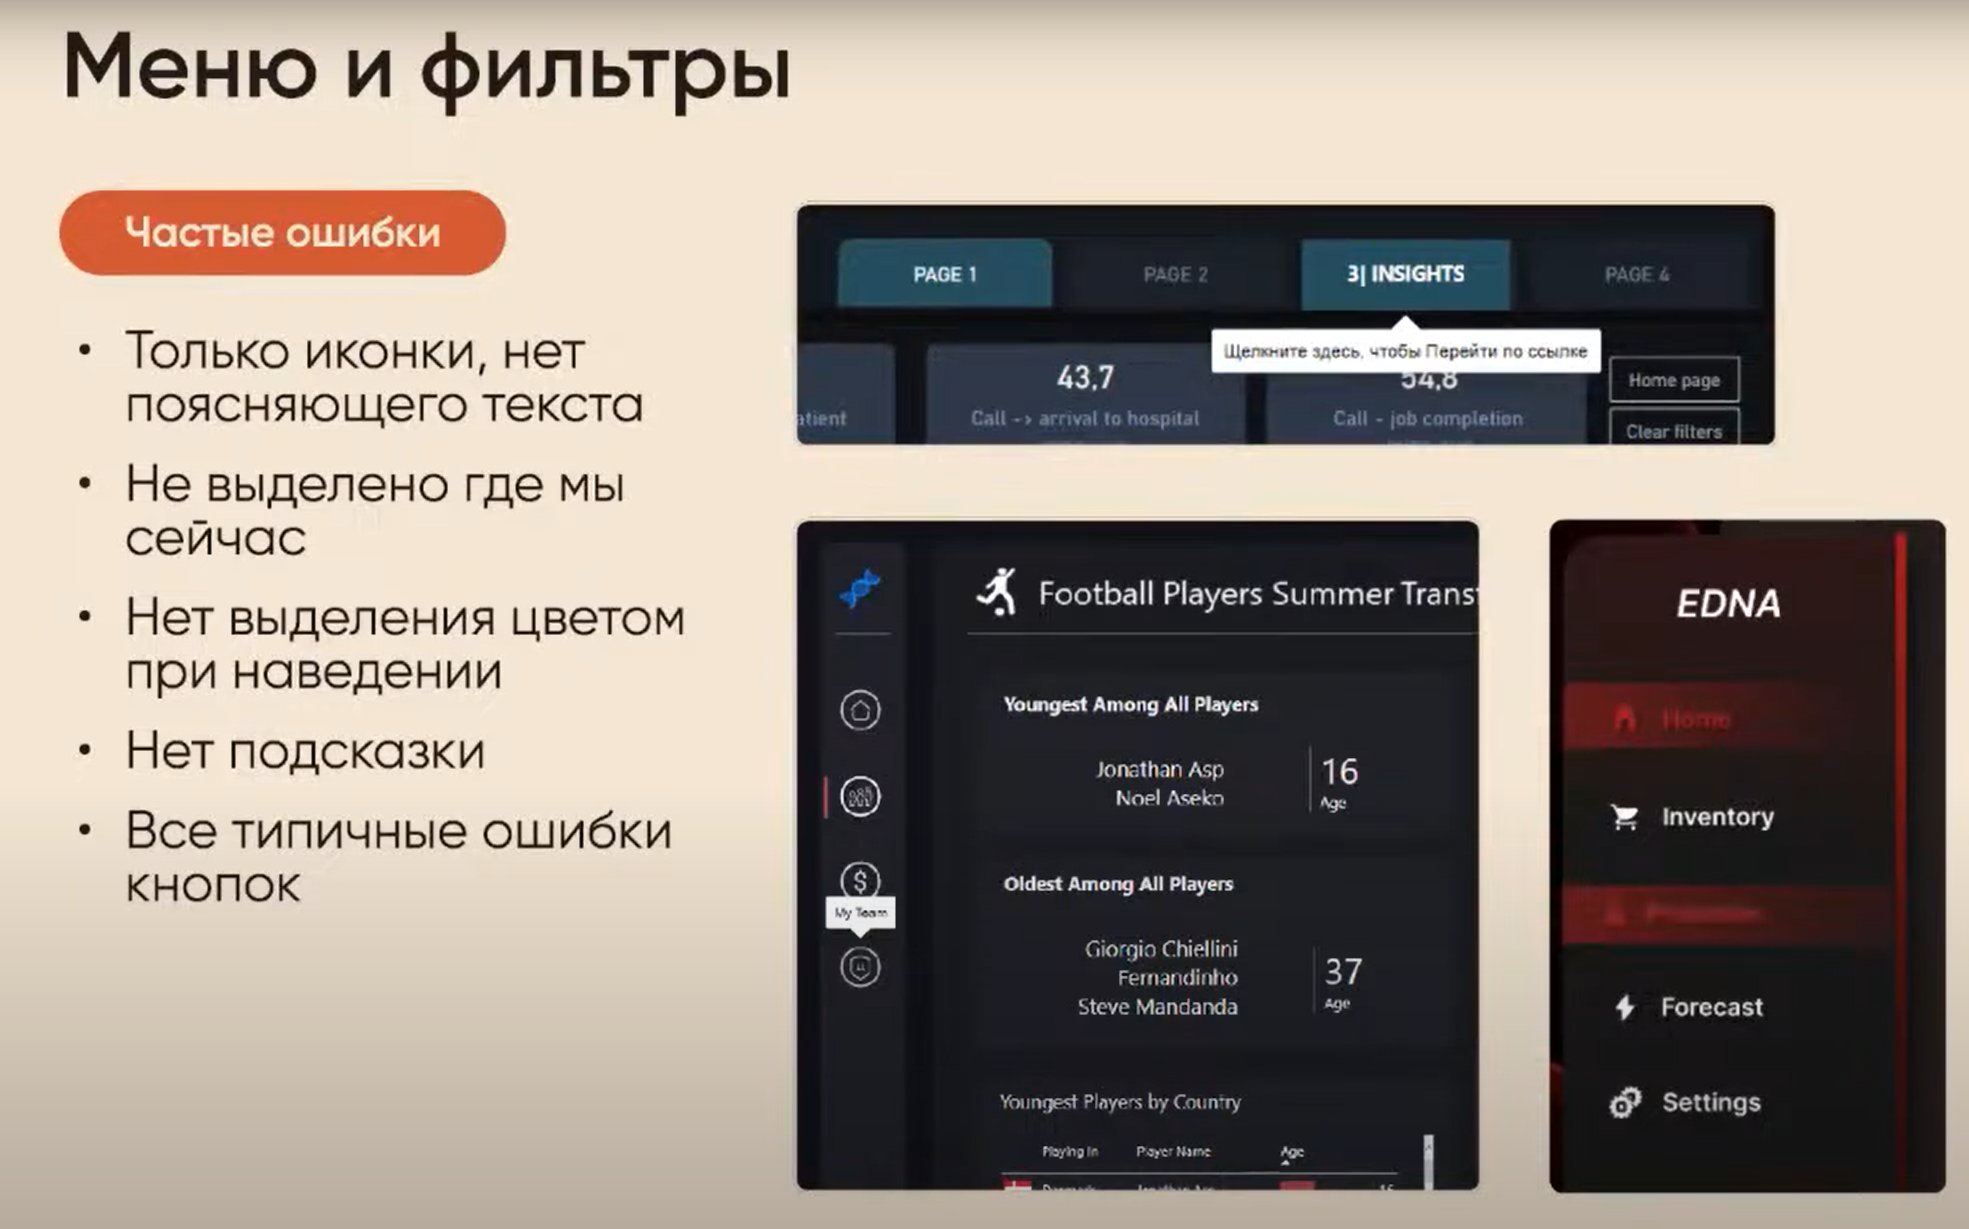 Меню и фильтры
Частые ошибки
• Только иконки, нет
поясняющего текста
• Не выделено где мы
сейчас
• Нет выделения цветом
при наведении
• Нет подсказки
• Все типичные ошибки
кнопок
PAGE 1
PAGE 2
3| INSIGHTS
PAGE 4
Щелкните здесь, чтобы Перейти по ссылке
43,7
54,8
Home page
atient
Call -> arrival to hospital
Call - job completion
Clear filters
Football Players Summer Trans
Youngest Among All Players
Jonathan Asp
Noel Aseko
16
Age
Oldest Among All Players
My Team
Giorgio Chiellini
Fernandinho
Steve Mandanda
37
Age
Youngest Players by Country
Playing In
Player Name
Age
16
EDNA
Home
Inventory
Forecast
Settings